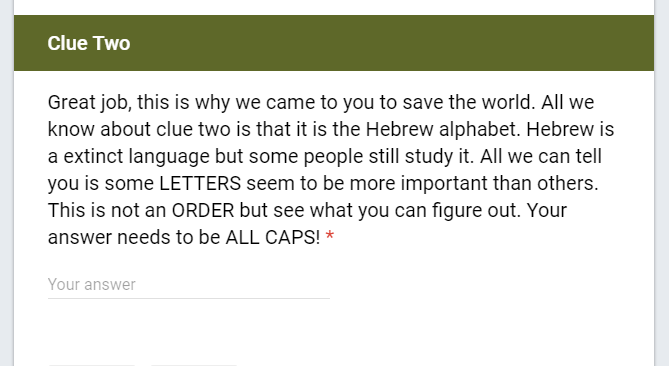 Clue Two
Great job, this is why we came to you to save the world. All we
know about clue two is that it is the Hebrew alphabet. Hebrew is
a extinct language but some people still study it. All we can tell
you is some LETTERS seem to be more important than others.
This is not an ORDER but see what you can figure out. Your
answer needs to be ALL CAPS! *
Your answer